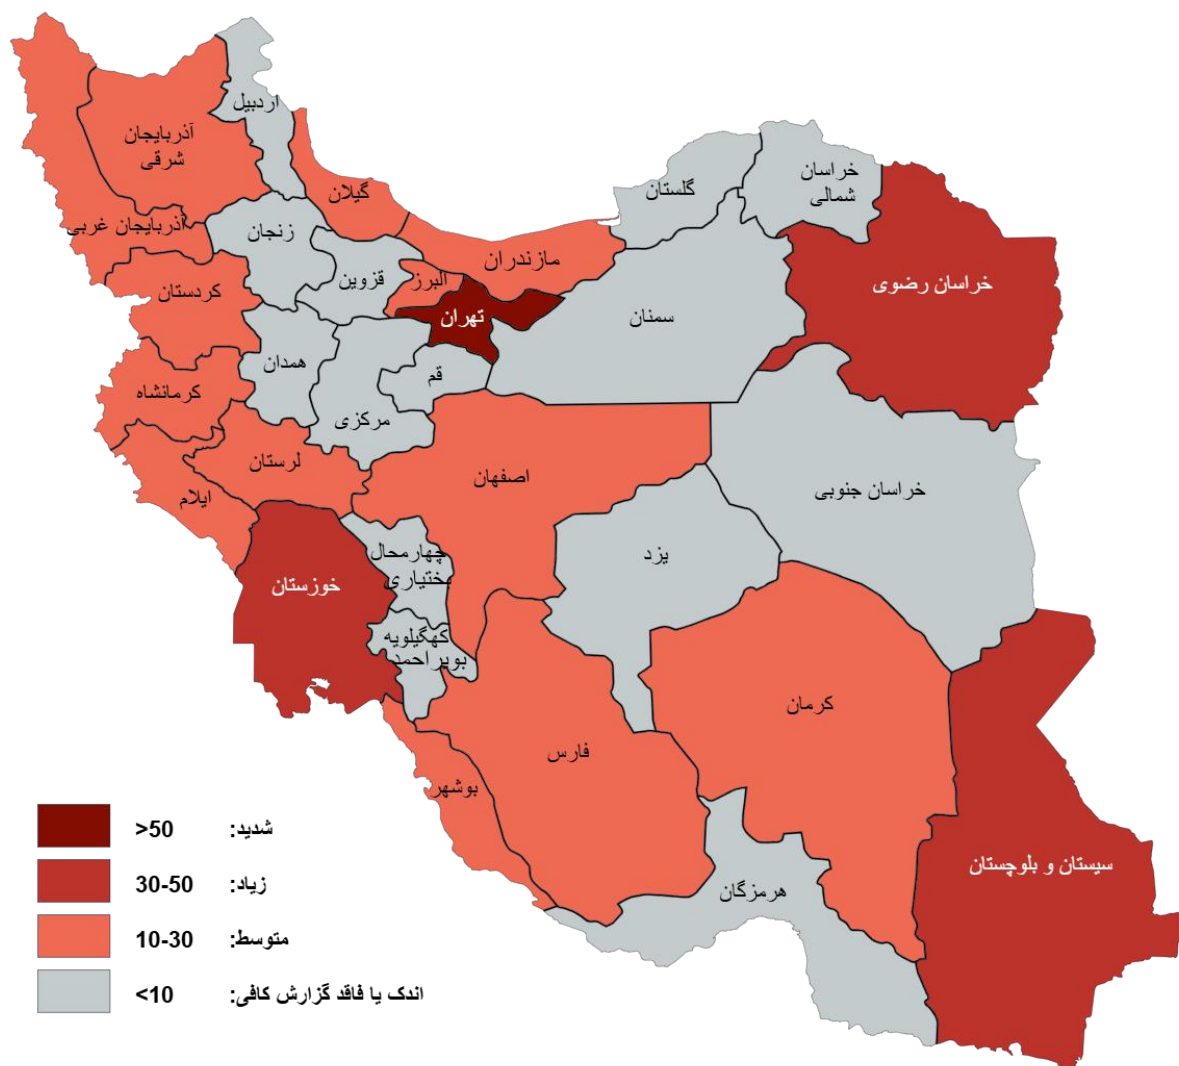 اردبیل
آذربایجان
شرقی
خراسان
شمالی
گلستان
گیلان
آذربایجان غربی
زنجان
مازندران
قزوین
البرز
خراسان رضوی
کردستان
تهران
سمنان
همدان
قم
کرمانشاه
مرکزی
لرستان
اصفهان
ایلام
خراسان جنوبی
چهارمحال
بختیاری
یزد
خوزستان
کهگیلویه
بویراحمد
کرمان
فارس
بوشهر
سیستان و بلوچستان
هرمزگان
شدید: >50
زیاد: 30-50
متوسط: 10-30
اندک یا فاقد گزارش کافی: <10